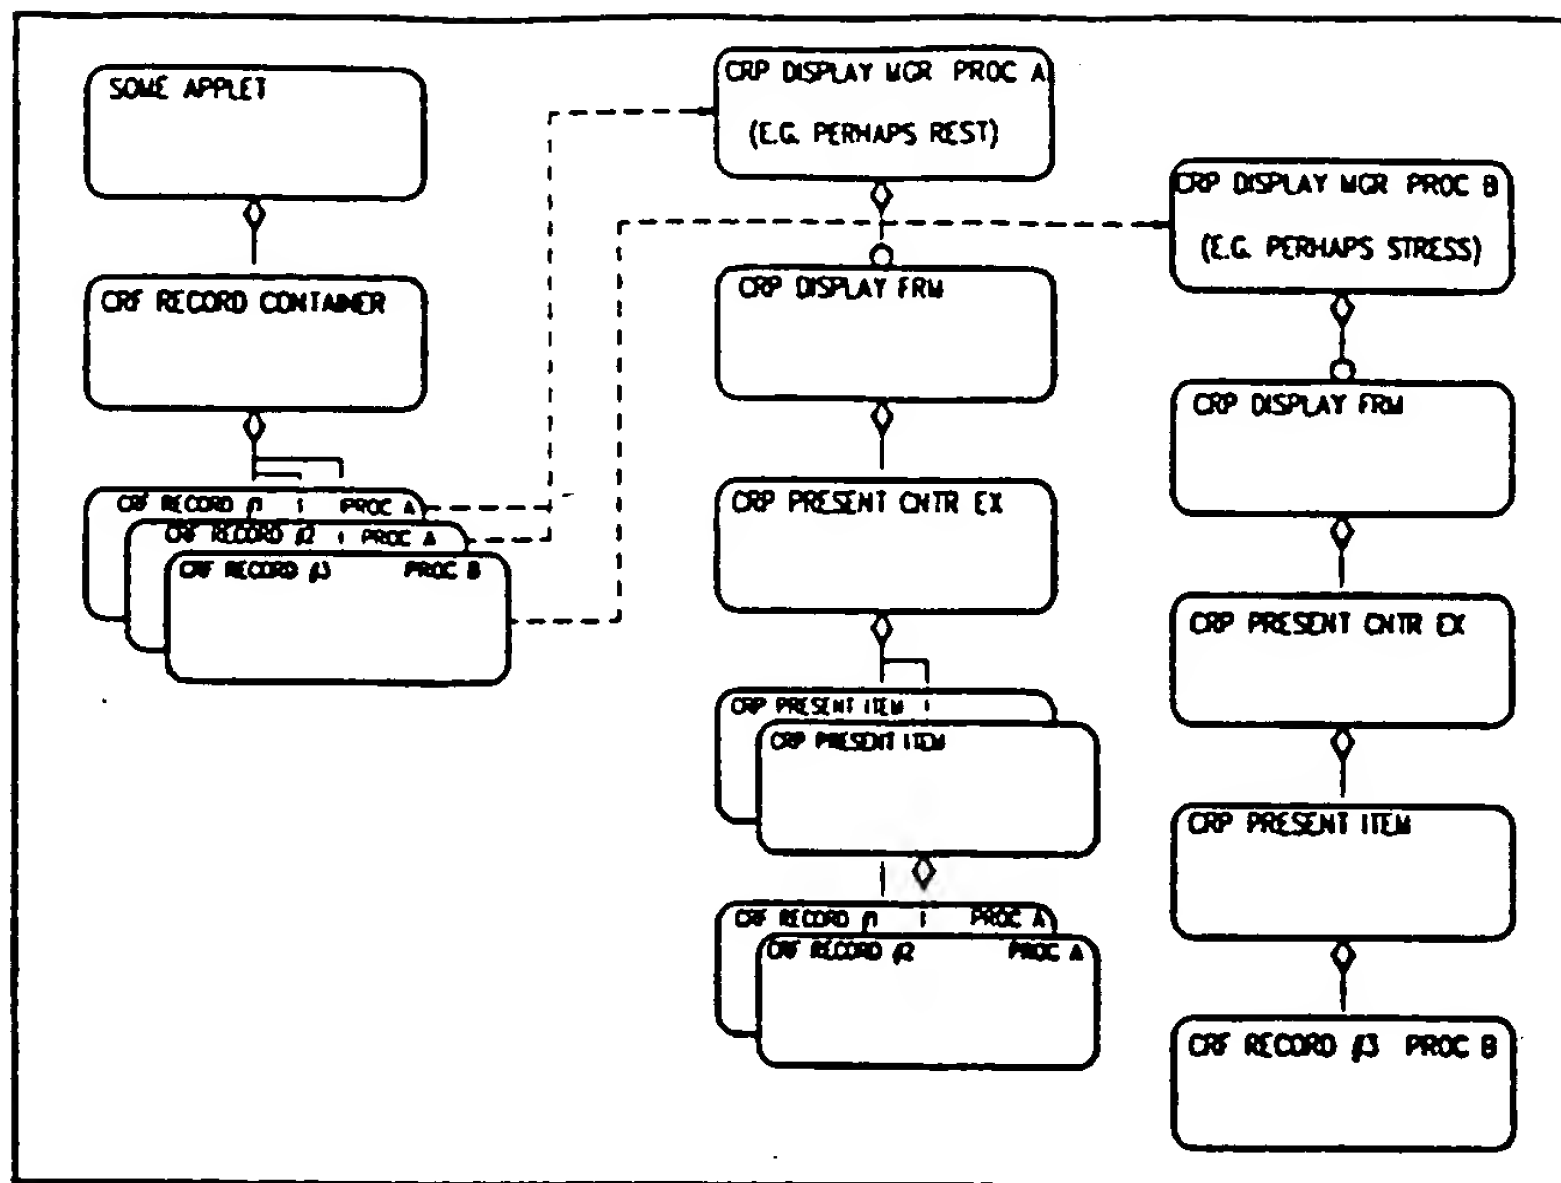 SOME APPLET
CRF RECORD CONTAINER
CRF RECORD #1 PROC A
CRF RECORD #2 PROC A
CRF RECORD #3 PROC B
CRP DISPLAY MGR PROC A
(E.G. PERHAPS REST)
CRP DISPLAY FRM
CRP PRESENT CNTR EX
CRP PRESENT ITEM
CRP PRESENT ITEM
CRF RECORD #1 PROC A
CRF RECORD #2 PROC A
CRP DISPLAY MGR PROC B
(E.G. PERHAPS STRESS)
CRP DISPLAY FRM
CRP PRESENT CNTR EX
CRP PRESENT ITEM
CRF RECORD #3 PROC B